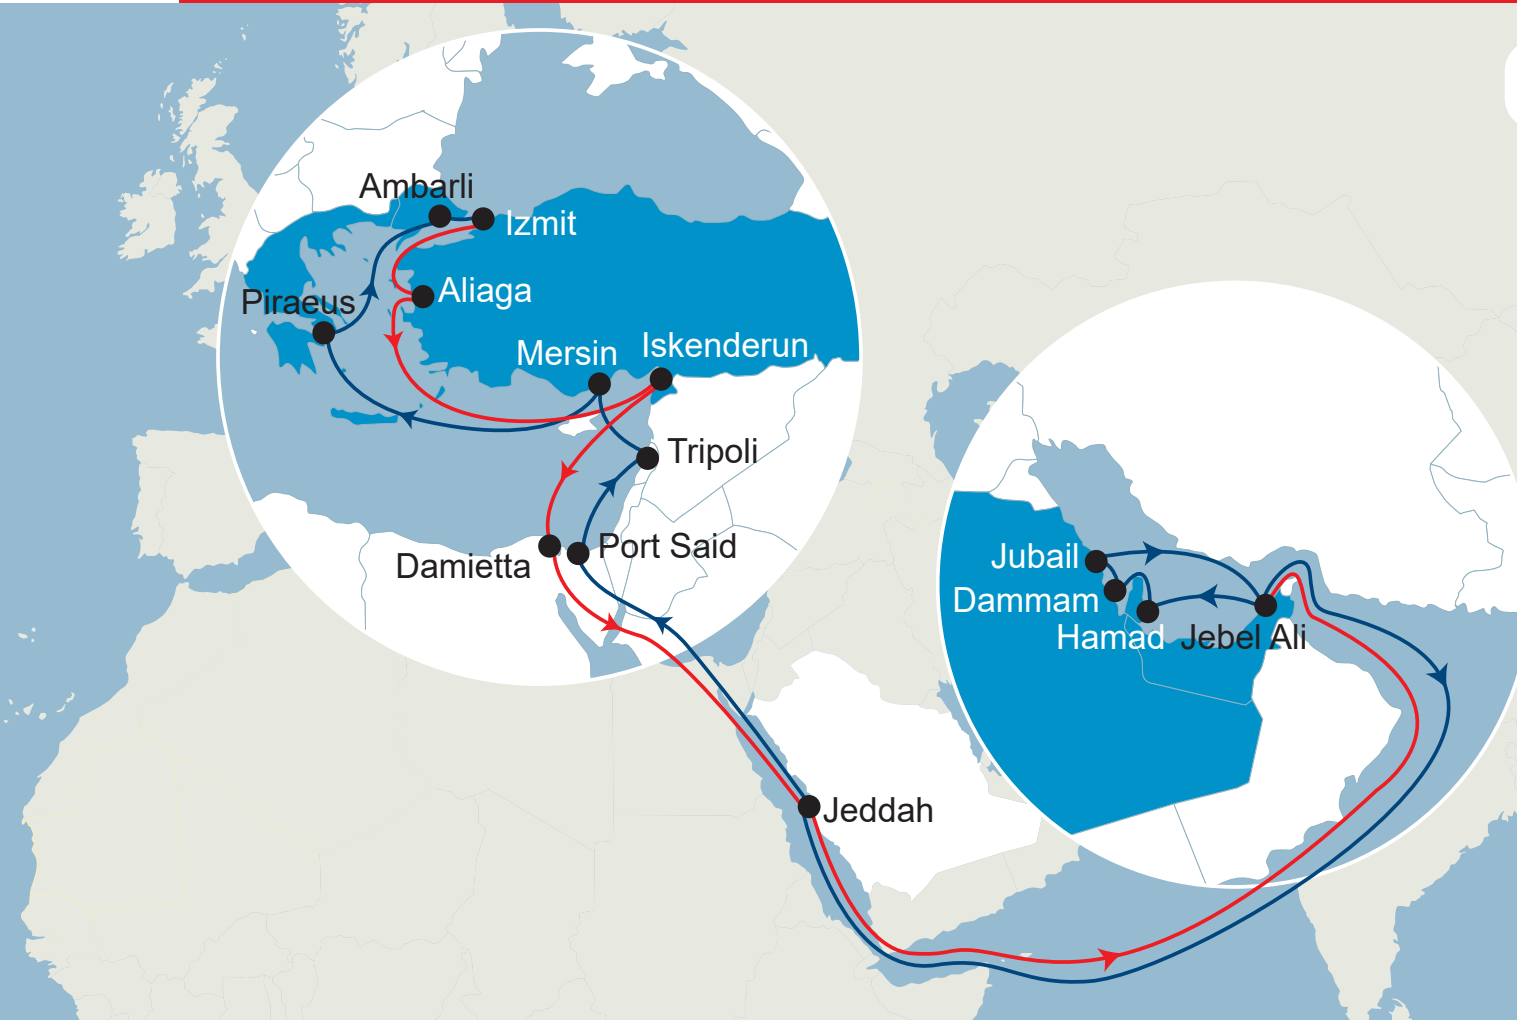 Ambarli
Izmit
Aliaga
Piraeus
Mersin
Iskenderun
Tripoli
Port Said
Damietta
Jubail
Dammam
Hamad
Jebel Ali
Jeddah